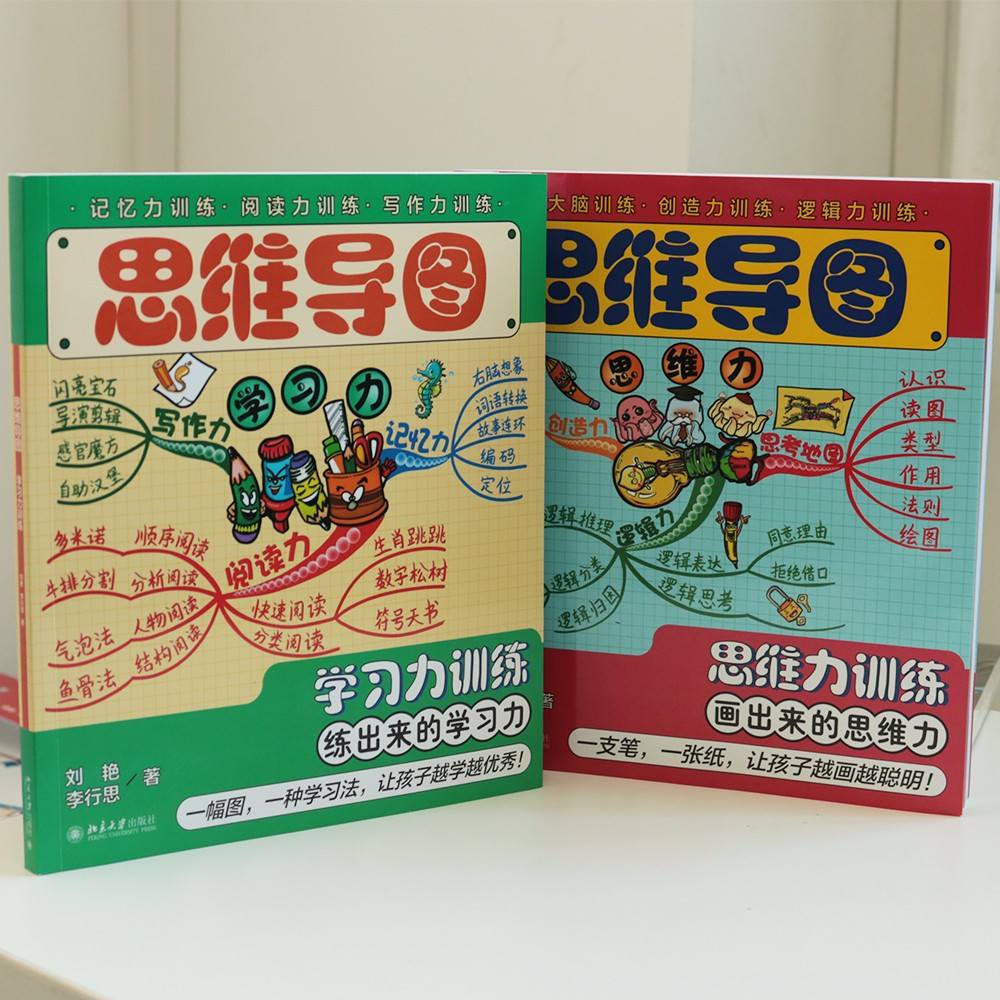 ·记忆力训练·阅读力训练·写作力训练·
思维导图
学习力
写作力
闪亮宝石
导演剪辑
感官魔方
自助汉堡
记忆力
右脑想象
词语转换
故事连环
编码
定位
阅读力
多米诺
顺序阅读
牛排分割
分析阅读
气泡法
人物阅读
鱼骨法
结构阅读
快速阅读
分类阅读
生肖跳跳
数字松树
符号天书
学习力训练
练出来的学习力
一幅图，一种学习法，让孩子越学越优秀！
刘艳
李行思
/著
北京大学出版社
PEKING UNIVERSITY PRESS
大脑训练·创造力训练·逻辑力训练·
思维导图
思维力
创造力
思考地图
认识
读图
类型
作用
法则
绘图
逻辑力
逻辑推理
逻辑分类
逻辑归因
逻辑表达
逻辑思考
同意理由
拒绝借口
思维力训练
画出来的思维力
一支笔，一张纸，让孩子越画越聪明！
著